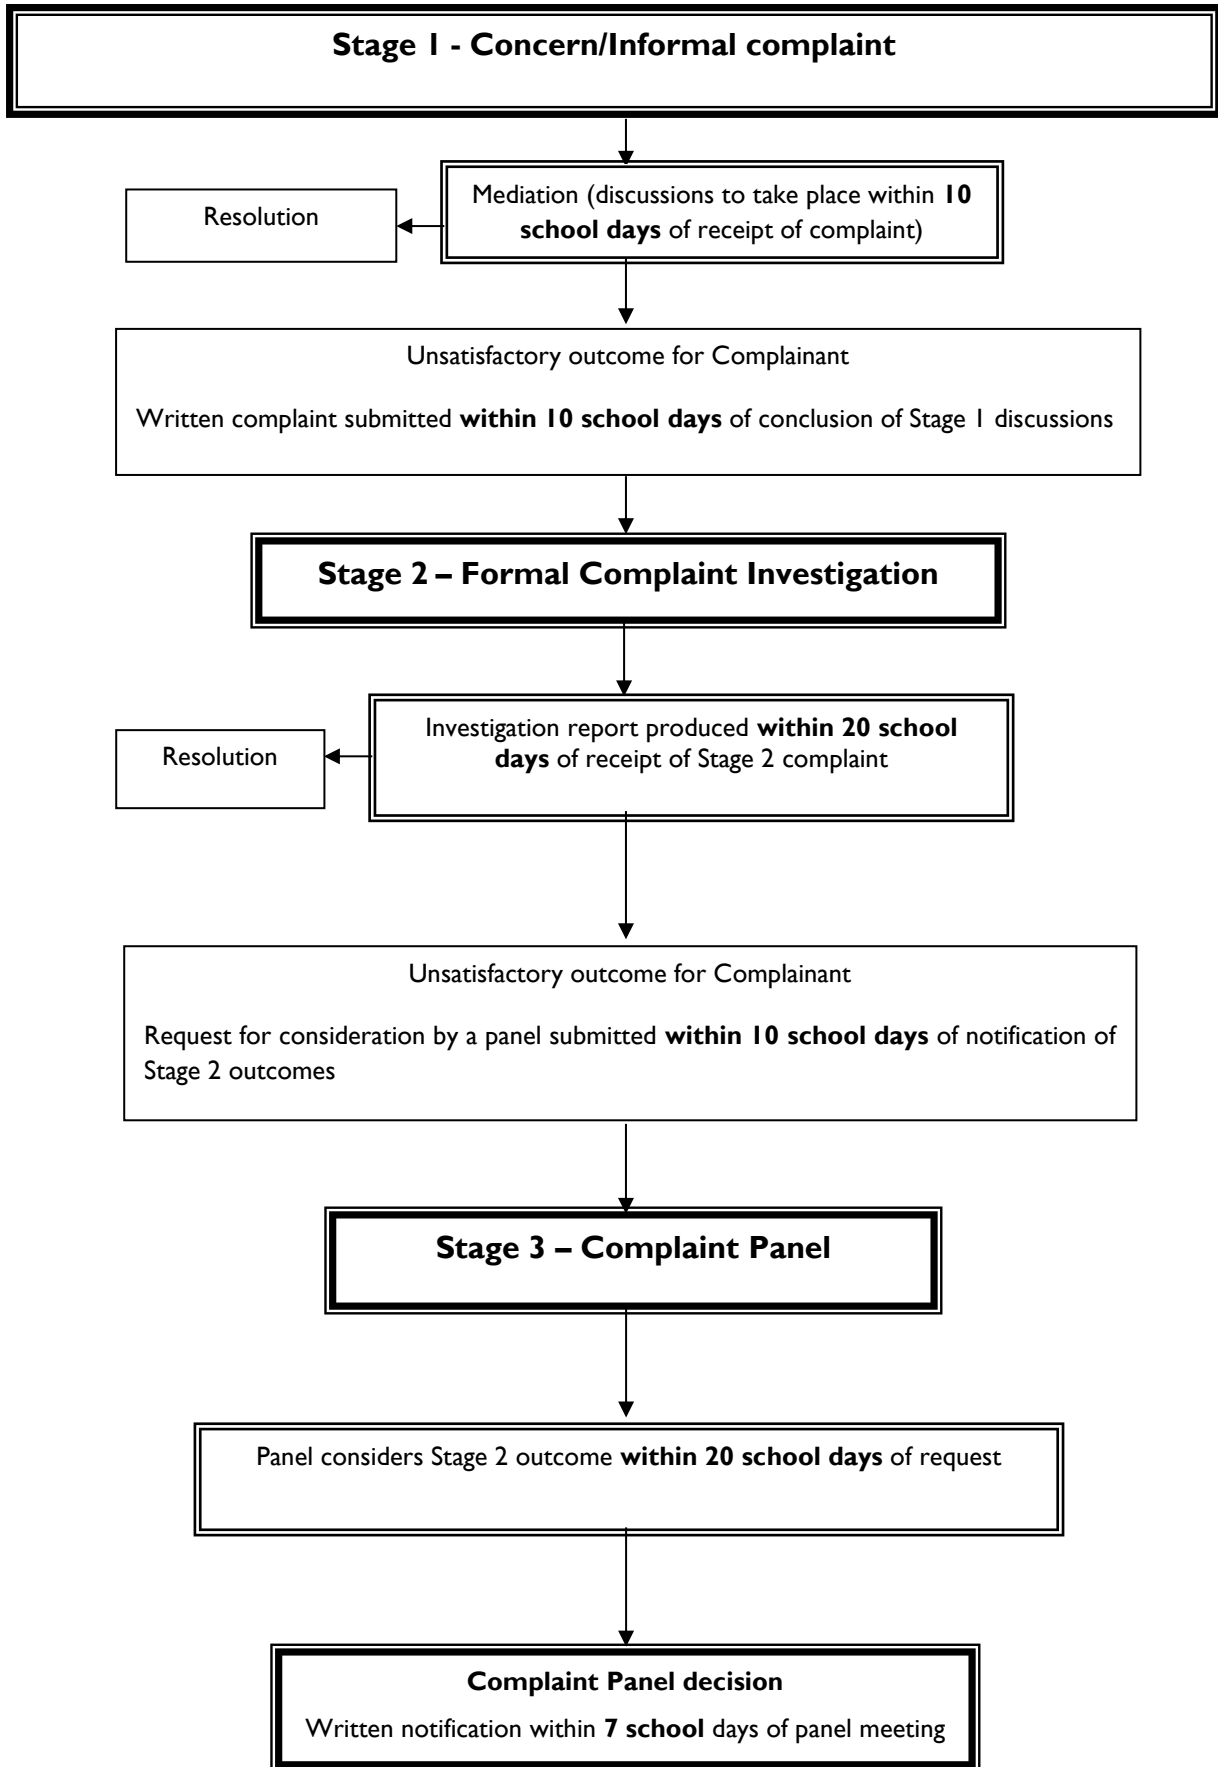 Stage 1 - Concern/Informal complaint
Mediation (discussions to take place within 10
school days of receipt of complaint)
Resolution
Unsatisfactory outcome for Complainant
Written complaint submitted within 10 school days of conclusion of Stage 1 discussions
Stage 2 – Formal Complaint Investigation
Investigation report produced within 20 school
days of receipt of Stage 2 complaint
Resolution
Unsatisfactory outcome for Complainant
Request for consideration by a panel submitted within 10 school days of notification of
Stage 2 outcomes
Stage 3 – Complaint Panel
Panel considers Stage 2 outcome within 20 school days of request
Complaint Panel decision
Written notification within 7 school days of panel meeting